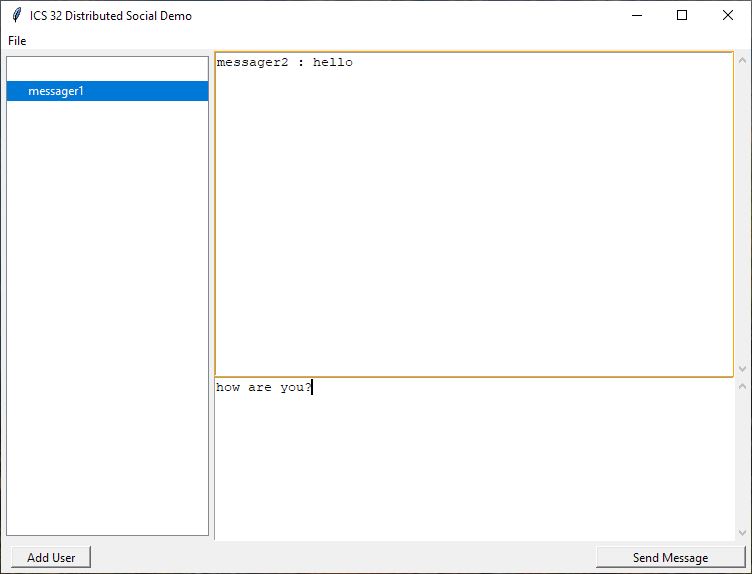 ICS 32 Distributed Social Demo
File
messager1
messager2 : hello
how are you?
Add User
Send Message